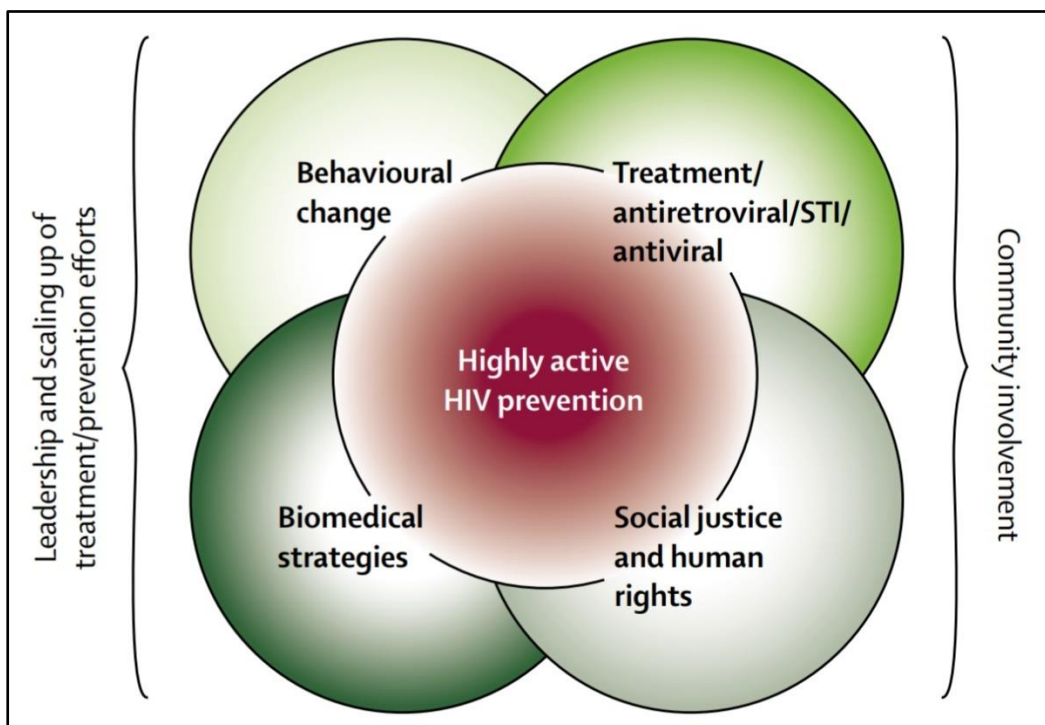 Leadership and scaling up of
treatment/prevention efforts
Behavioural
change
Treatment/
antiretroviral/STI/
antiviral
Highly active
HIV prevention
Biomedical
strategies
Social justice
and human
rights
Community involvement